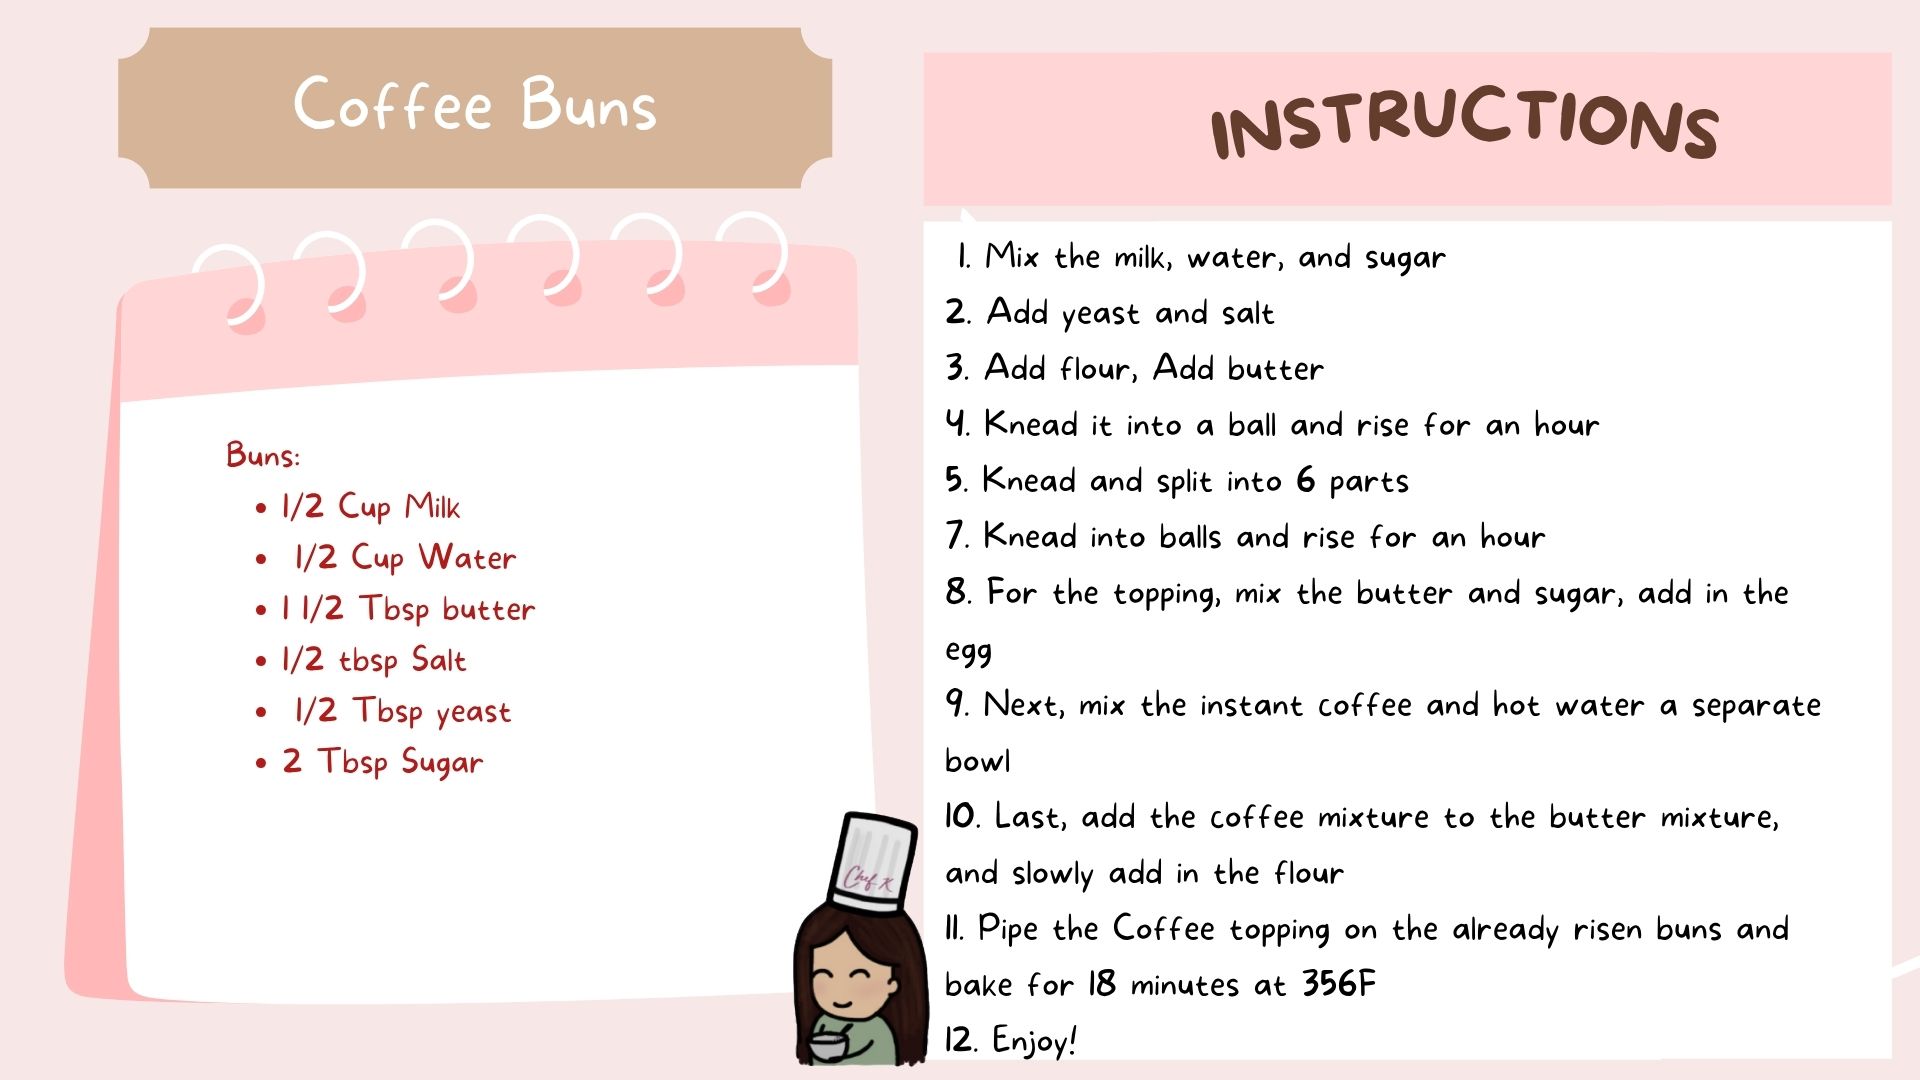 Coffee Buns
Buns:
1/2 Cup Milk
1/2 Cup Water
1 1/2 Tbsp butter
1/2 tbsp Salt
1/2 Tbsp yeast
2 Tbsp Sugar
Chef K
INSTRUCTIONS
1. Mix the milk, water, and sugar
2. Add yeast and salt
3. Add flour, Add butter
4. Knead it into a ball and rise for an hour
5. Knead and split into 6 parts
7. Knead into balls and rise for an hour
8. For the topping, mix the butter and sugar, add in the
egg
9. Next, mix the instant coffee and hot water a separate
bowl
10. Last, add the coffee mixture to the butter mixture,
and slowly add in the flour
11. Pipe the Coffee topping on the already risen buns and
bake for 18 minutes at 356F
12. Enjoy!